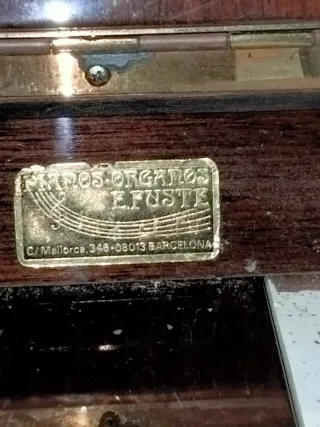 PIANOS-ORGANOS
E.FUSTE
C/Mallorca,346-08013 BARCELONA